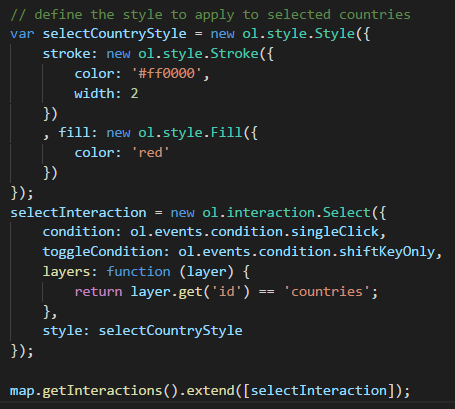 // define the style to apply to selected countries
var selectCountryStyle = new ol.style.Style({
    stroke: new ol.style.Stroke({
        color: '#ff0000',
        width: 2
    })
    , fill: new ol.style.Fill({
        color: 'red'
    })
});
selectInteraction = new ol.interaction.Select({
    condition: ol.events.condition.singleClick,
    toggleCondition: ol.events.condition.shiftKeyOnly,
    layers: function (layer) {
        return layer.get('id') == 'countries';
    },
    style: selectCountryStyle
});

map.getInteractions().extend([selectInteraction]);